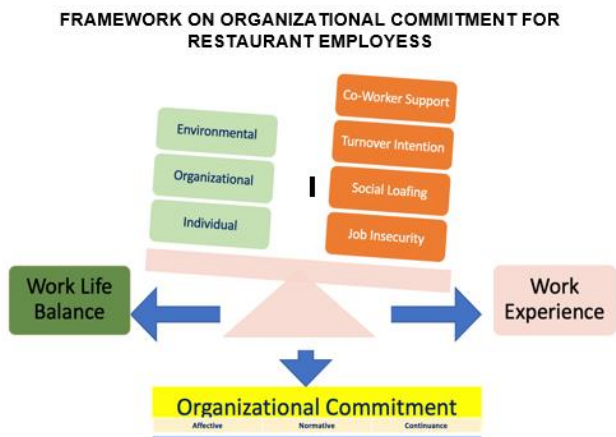 FRAMEWORK ON ORGANIZATIONAL COMMITMENT FOR
RESTAURANT EMPLOYESS
Environmental
Organizational
Individual
I
Co-Worker Support
Turnover Intention
Social Loafing
Job Insecurity
Work Life
Balance
Work
Experience
Organizational Commitment
Affective Normative Continuance